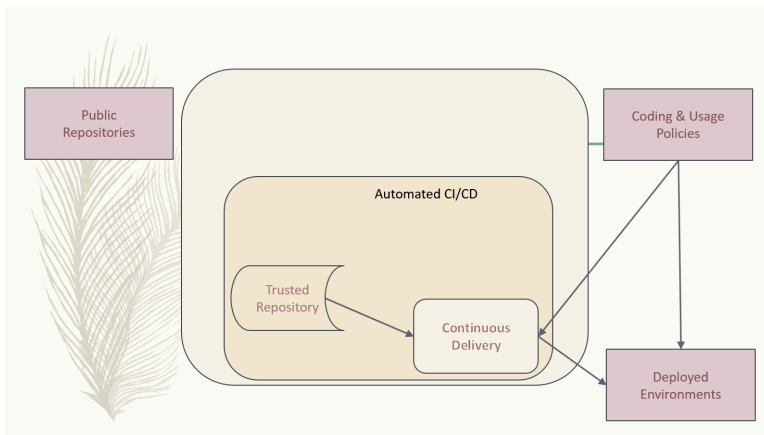 Public
Repositories
Coding & Usage
Policies
Automated CI/CD
Trusted
Repository
Continuous
Delivery
Deployed
Environments